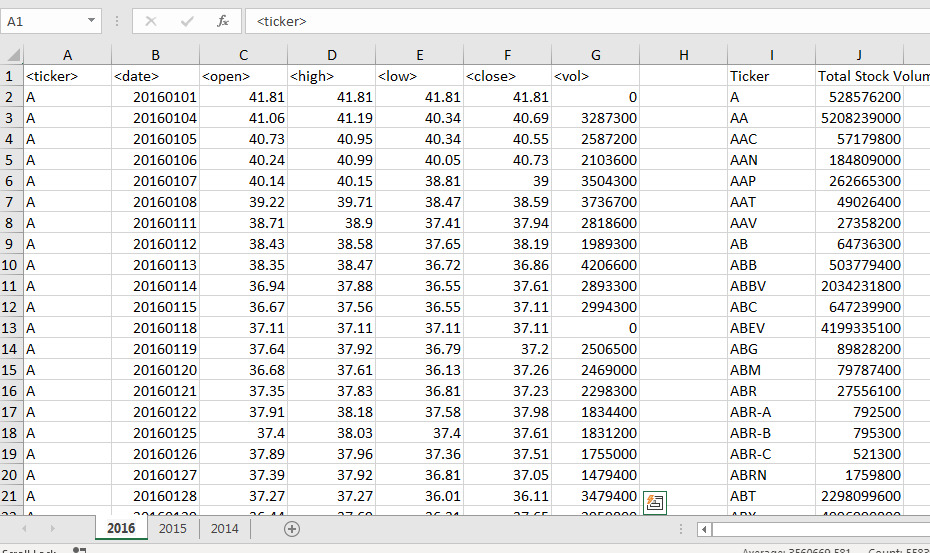 A1 fx <ticker>
A B C D E F G H I J
1 <ticker> <date> <open> <high> <low> <close> <vol> Ticker Total Stock Volum
2 A 20160101 41.81 41.81 41.81 41.81 0 A 528576200
3 A 20160104 41.06 41.19 40.34 40.69 3287300 AA 5208239000
4 A 20160105 40.73 40.95 40.34 40.55 2587200 AAC 57179800
5 A 20160106 40.24 40.99 40.05 40.73 2103600 AAN 184809000
6 A 20160107 40.14 40.15 38.81 39 3504300 AAP 262665300
7 A 20160108 39.22 39.71 38.47 38.59 3736700 AAT 49026400
8 A 20160111 38.71 38.9 37.41 37.94 2818600 AAV 27358200
9 A 20160112 38.43 38.58 37.65 38.19 1989300 AB 64736300
10 A 20160113 38.35 38.47 36.72 36.86 4206600 ABB 503779400
11 A 20160114 36.94 37.88 36.55 37.61 2893300 ABBV 2034231800
12 A 20160115 36.67 37.56 36.55 37.11 2994300 ABC 647239900
13 A 20160118 37.11 37.11 37.11 37.11 0 ABEV 4199335100
14 A 20160119 37.64 37.92 36.79 37.2 2506500 ABG 89828200
15 A 20160120 36.68 37.61 36.13 37.26 2469000 ABM 79787400
16 A 20160121 37.35 37.83 36.81 37.23 2298300 ABR 27556100
17 A 20160122 37.91 38.18 37.58 37.98 1834400 ABR-A 792500
18 A 20160125 37.4 38.03 37.4 37.61 1831200 ABR-B 795300
19 A 20160126 37.89 37.96 37.36 37.51 1755000 ABR-C 521300
20 A 20160127 37.39 37.92 36.81 37.05 1479400 ABRN 1759800
21 A 20160128 37.27 37.27 36.01 36.11 3479400 ABT 2298099600
2016 2015 2014